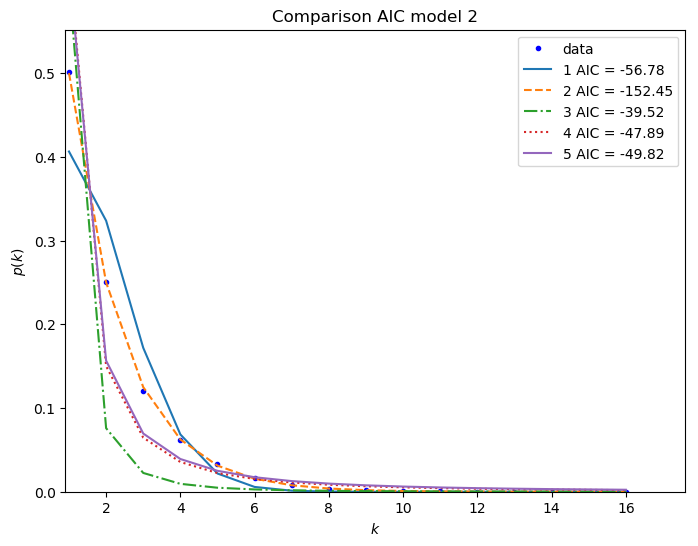 Comparison AIC model 2
data
1 AIC = -56.78
2 AIC = -152.45
3 AIC = -39.52
4 AIC = -47.89
5 AIC = -49.82
0.5
0.4
0.3
0.2
0.1
0.0
p(k)
2 4 6 8 10 12 14 16
k